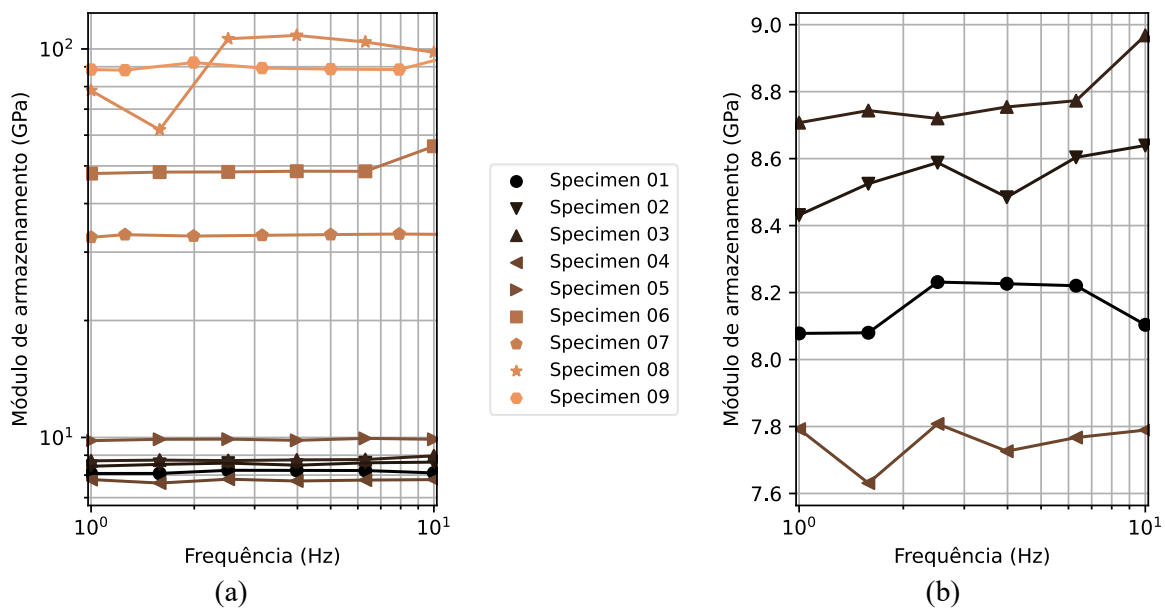 Módulo de armazenamento (GPa)
10²
10¹
10⁰
10¹
Frequência (Hz)
(a)
Specimen 01
Specimen 02
Specimen 03
Specimen 04
Specimen 05
Specimen 06
Specimen 07
Specimen 08
Specimen 09
Módulo de armazenamento (GPa)
9.0
8.8
8.6
8.4
8.2
8.0
7.8
7.6
10⁰
10¹
Frequência (Hz)
(b)